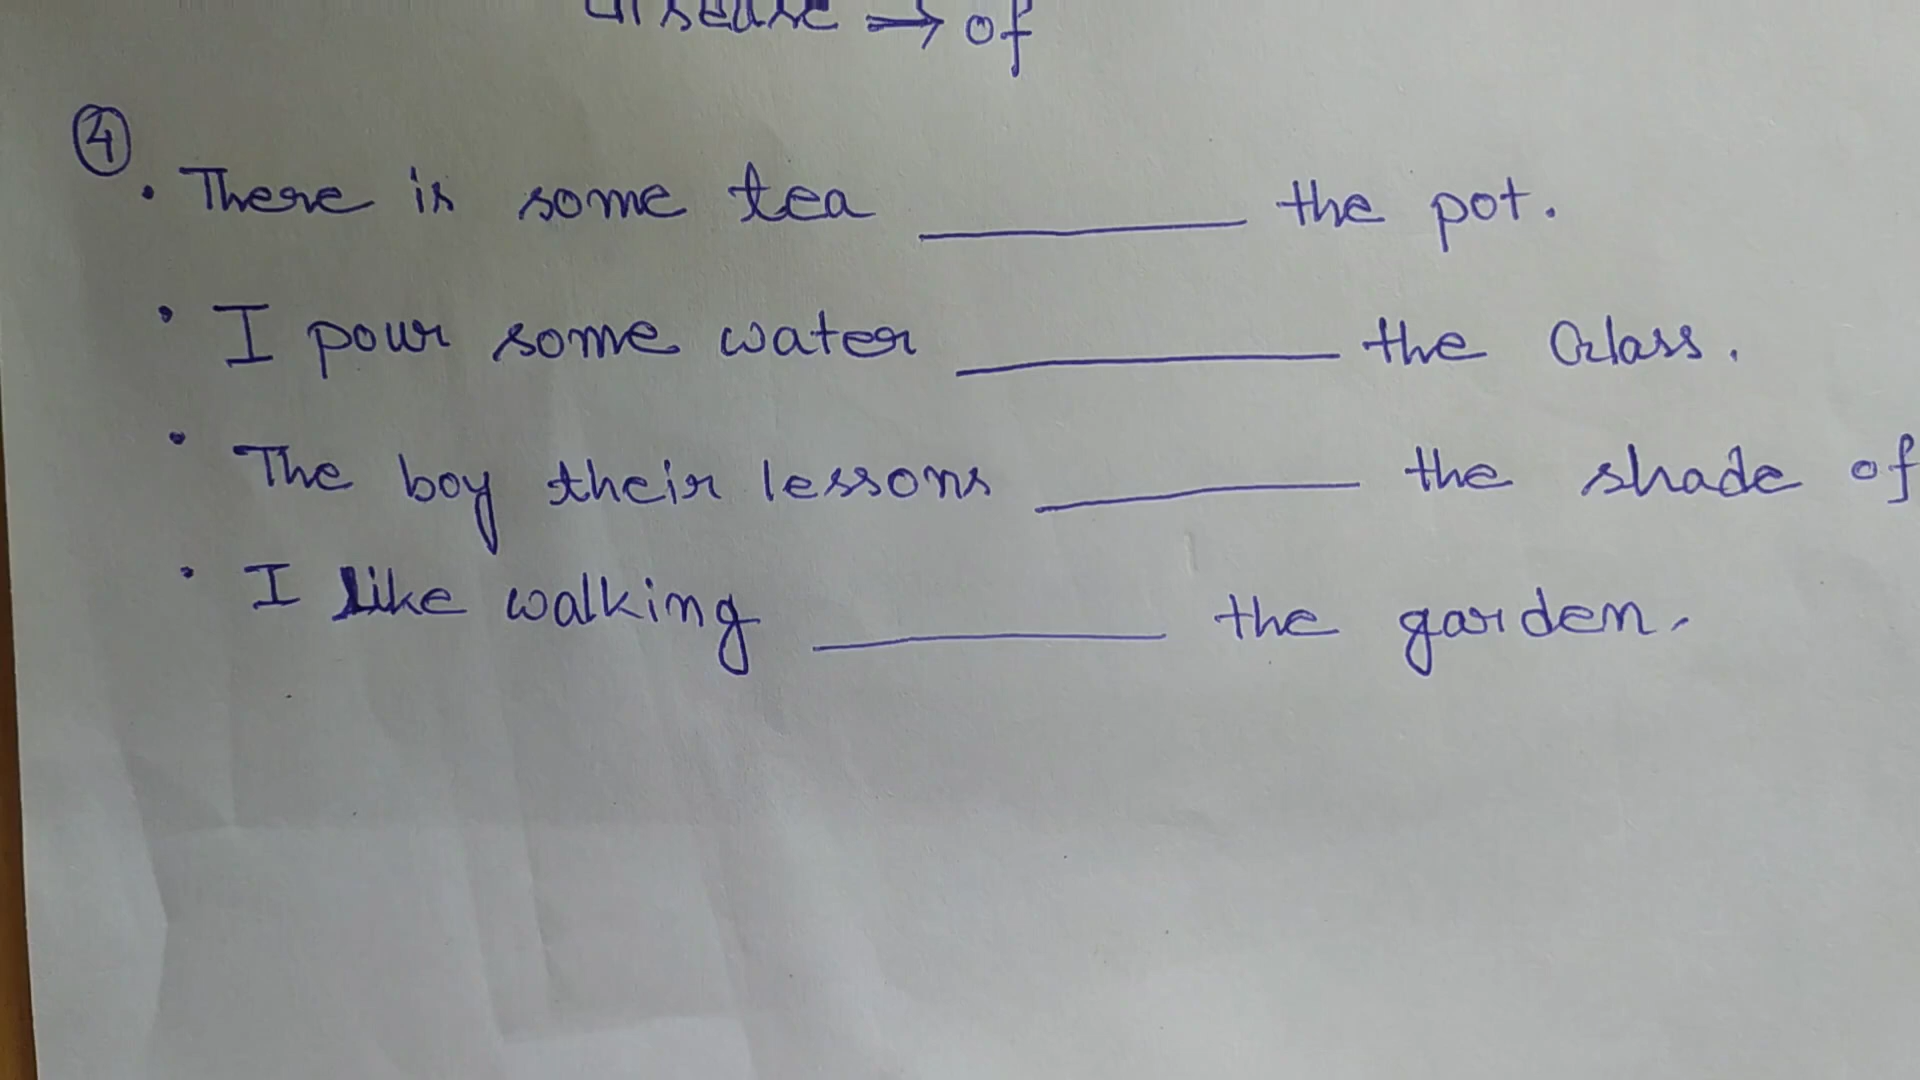 disease → of
④
. There is some tea ________ the pot.
. I pour some water ________ the Glass.
. The boy their lessons ________ the shade of
. I like walking ________ the garden.